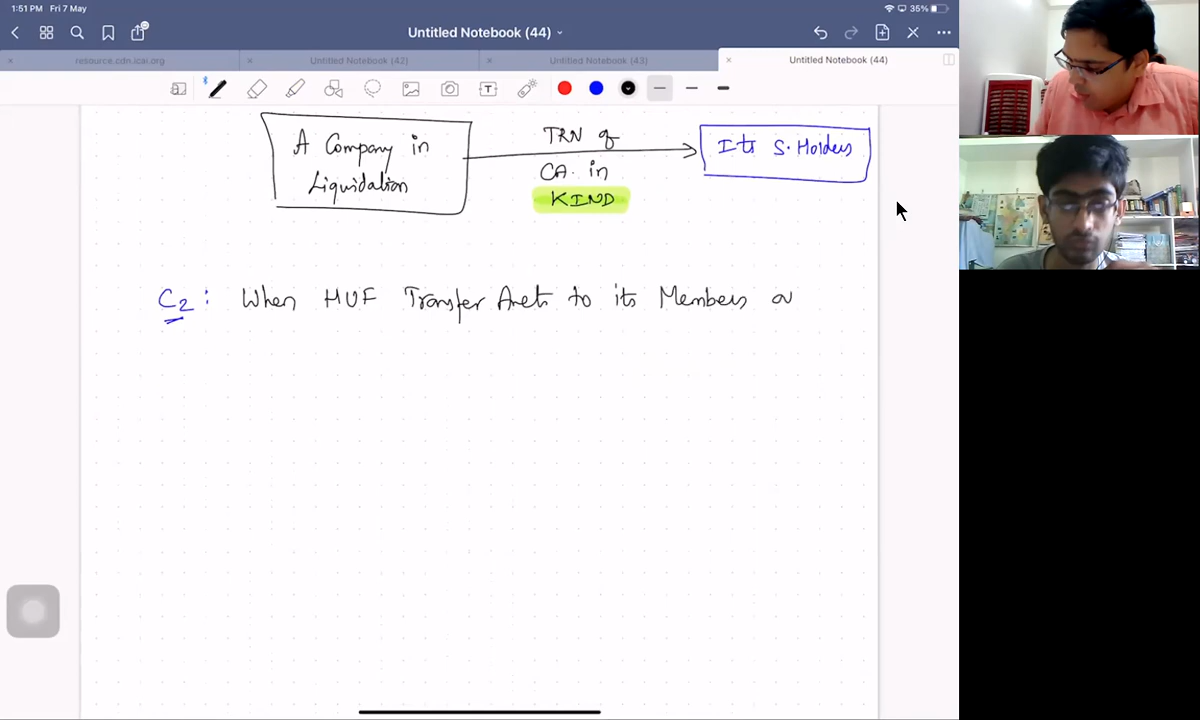 1:51 PM Fri 7 May
35%
Untitled Notebook (44)
resource.cdn.icai.org
Untitled Notebook (42)
Untitled Notebook (43)
Untitled Notebook (44)
A Company in
Liquidation
TRN of
CA. in
KIND
Its S. Holders
C2: When HUF Transfer Asets to its Members o